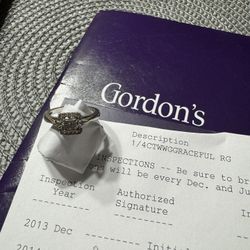 Gordon's
Description
1/4CTWWGGRACEFUL RG
INSPECTIONS -- Be sure to br
will be every Dec. and Ju
Inspection Authorized
Year Signature
2013 Dec